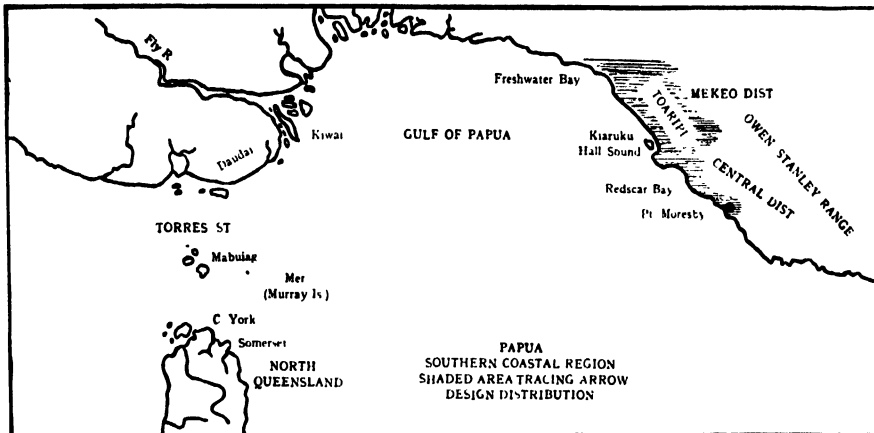 Fly R
Freshwater Bay
MEKEO DIST
TOARIPI
OWEN STANLEY RANGE
Kiwai
GULF OF PAPUA
Kiaruku
Hall Sound
Daudai
CENTRAL DIST
Redscar Bay
Pt. Moresby
TORRES ST
Mabuiag
Mer
(Murray Is)
C York
Somerset
NORTH
QUEENSLAND
PAPUA
SOUTHERN COASTAL REGION
SHADED AREA TRACING ARROW
DESIGN DISTRIBUTION